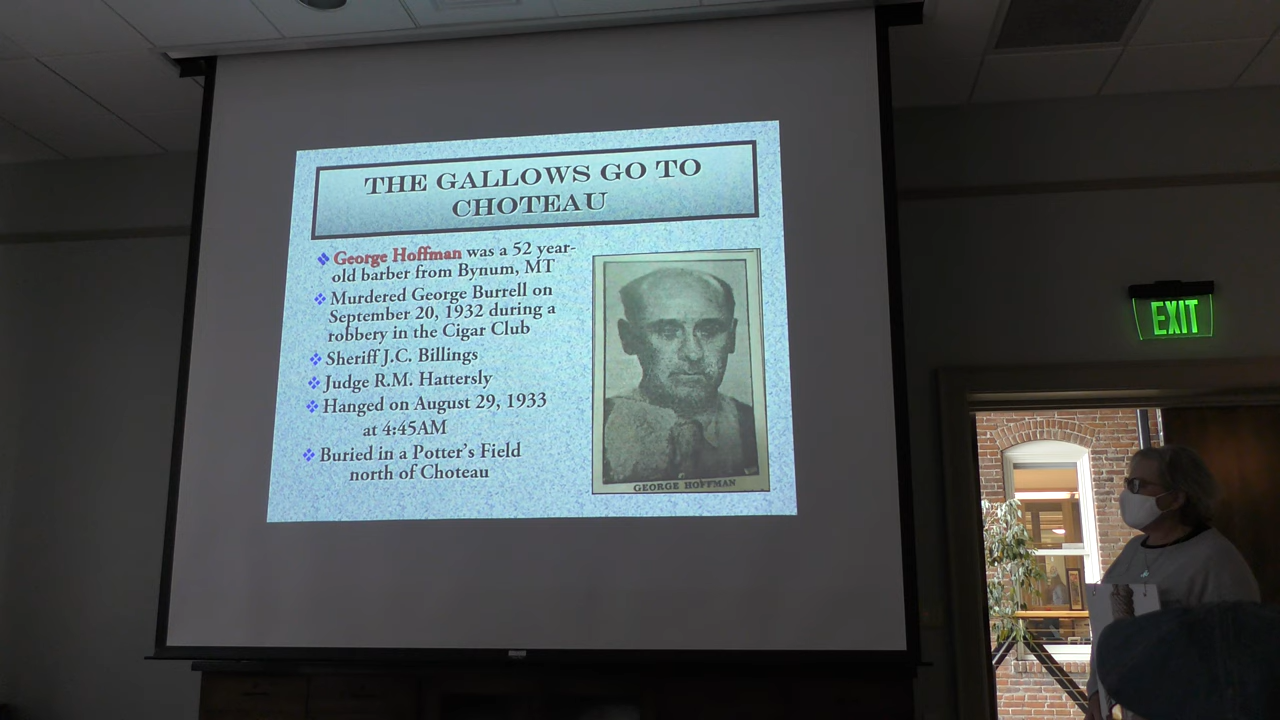 THE GALLOWS GO TO
CHOTEAU
George Hoffman was a 52 year-
old barber from Bynum, MT
Murdered George Burrell on
September 20, 1932 during a
robbery in the Cigar Club
Sheriff J.C. Billings
Judge R.M. Hattersly
Hanged on August 29, 1933
at 4:45AM
Buried in a Potter's Field
north of Choteau
GEORGE HOFFMAN
EXIT